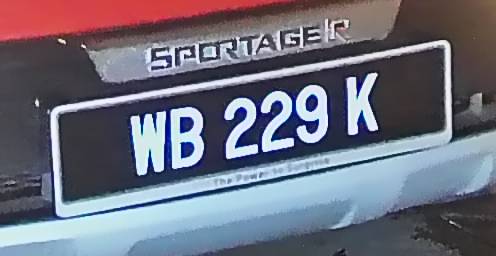 SPORTAGE R
WB 229 K
The Power to Surprise